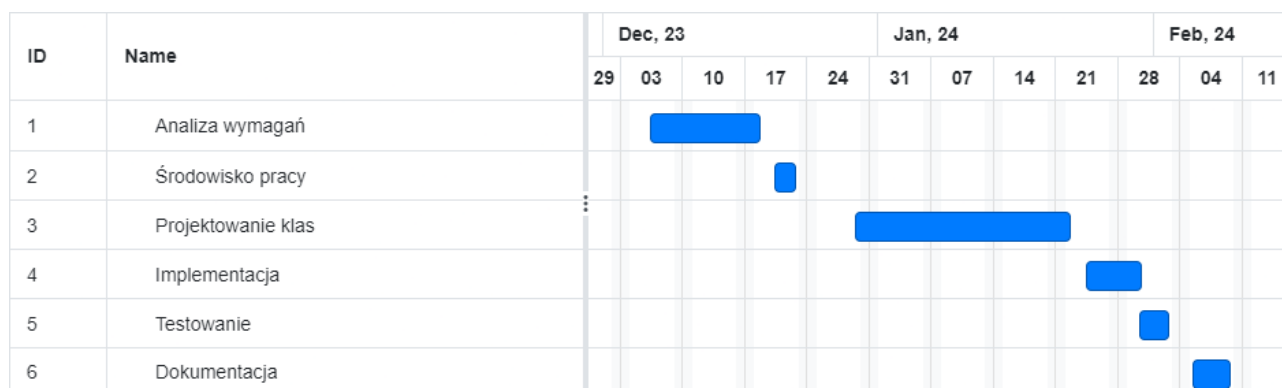 ID Name Dec, 23 Jan, 24 Feb, 24
29 03 10 17 24 31 07 14 21 28 04 11
1 Analiza wymagań
2 Środowisko pracy
3 Projektowanie klas
4 Implementacja
5 Testowanie
6 Dokumentacja